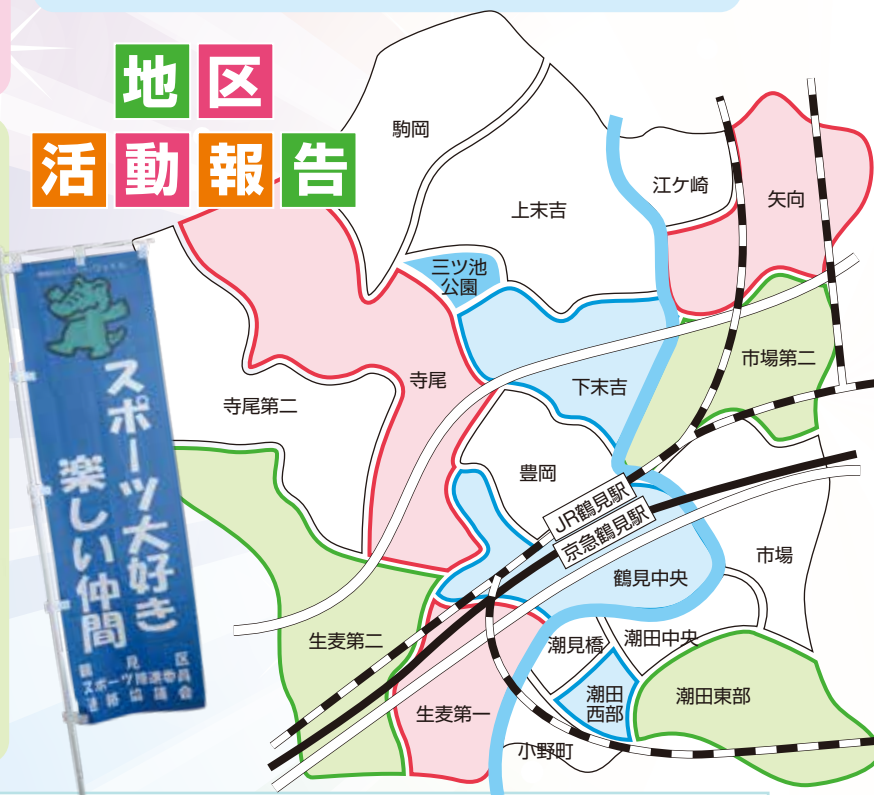 地区
活動報告
駒岡
上末吉
江ケ崎
矢向
三ツ池
公園
市場第二
寺尾
下末吉
寺尾第二
豊岡
JR鶴見駅
京急鶴見駅
市場
鶴見中央
生麦第二
潮見橋
潮田中央
潮田
西部
潮田東部
生麦第一
小野町
スポーツ大好き
楽しい仲間
鶴見区
スポーツ推進委員
連絡協議会